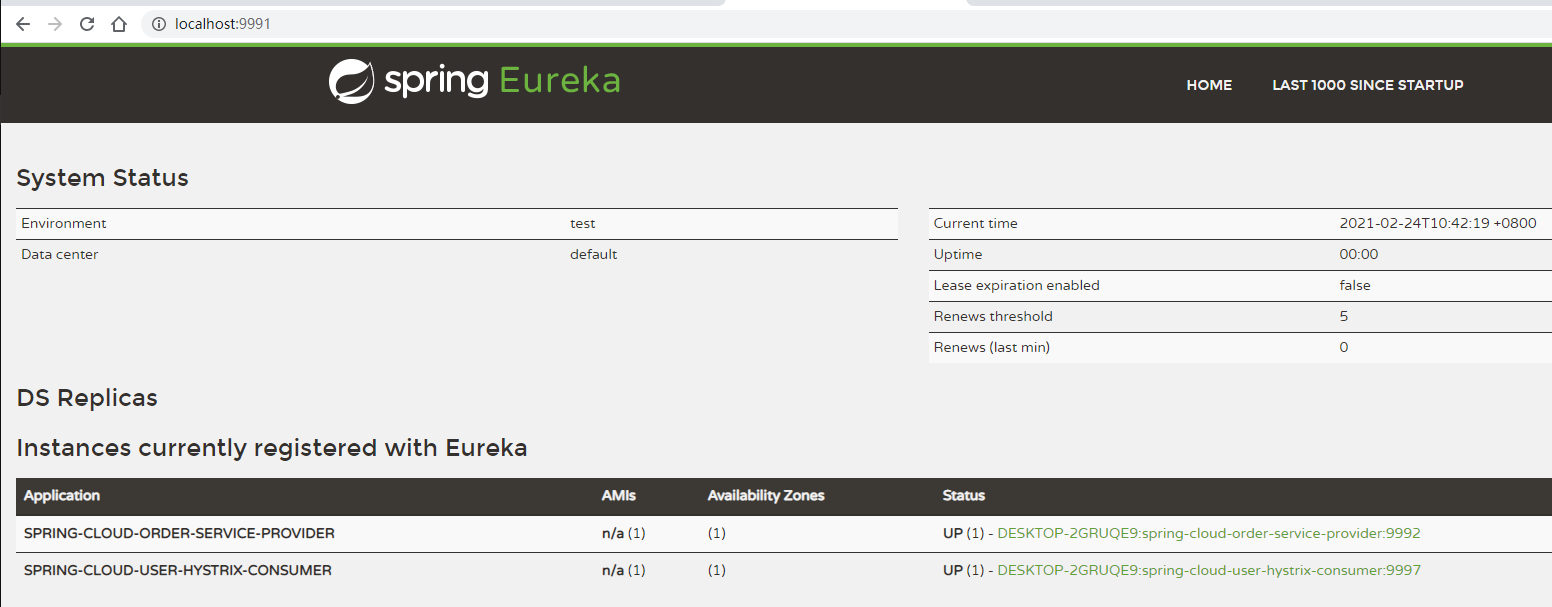 localhost:9991
spring Eureka
HOME LAST 1000 SINCE STARTUP
System Status
Environment test
Data center default
Current time 2021-02-24T10:42:19 +0800
Uptime 00:00
Lease expiration enabled false
Renews threshold 5
Renews (last min) 0
DS Replicas
Instances currently registered with Eureka
Application AMIs Availability Zones Status
SPRING-CLOUD-ORDER-SERVICE-PROVIDER n/a (1) (1) UP (1) - DESKTOP-2GRUQE9:spring-cloud-order-service-provider:9992
SPRING-CLOUD-USER-HYSTRIX-CONSUMER n/a (1) (1) UP (1) - DESKTOP-2GRUQE9:spring-cloud-user-hystrix-consumer:9997